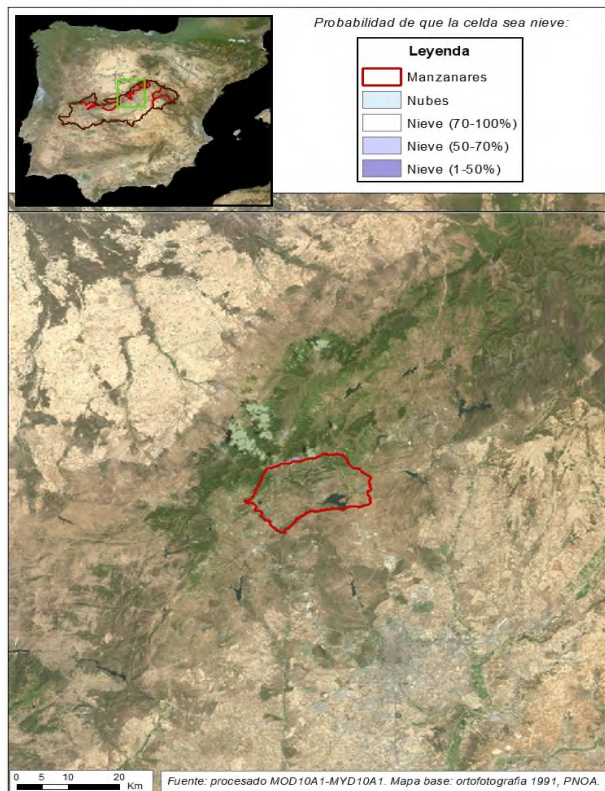 Probabilidad de que la celda sea nieve:
Leyenda
Manzanares
Nubes
Nieve (70-100%)
Nieve (50-70%)
Nieve (1-50%)
0 5 10 20
Km
Fuente: procesado MOD10A1-MYD10A1. Mapa base: ortofotografia 1991, PNOA.